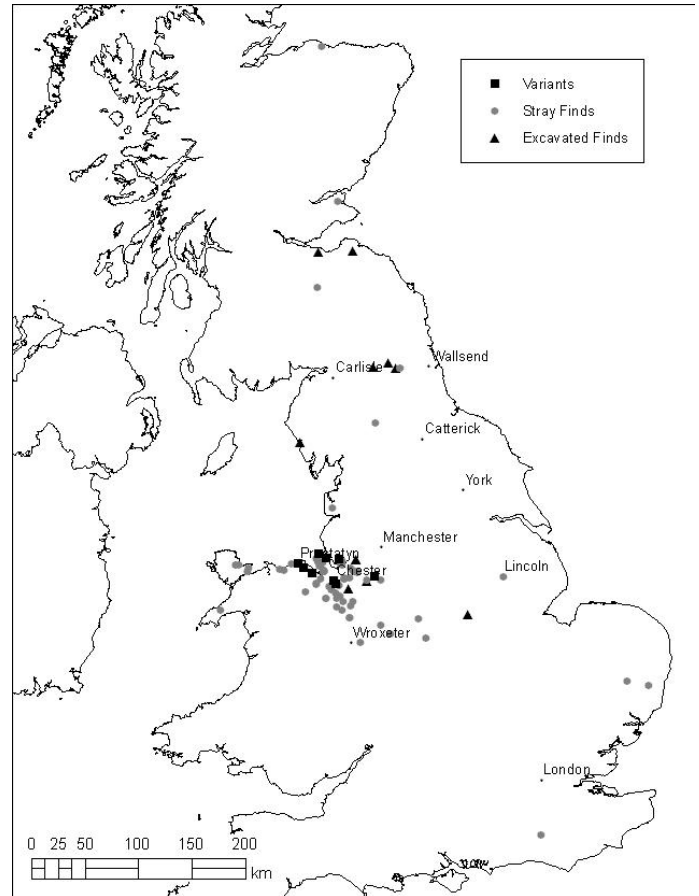 Variants
Stray Finds
Excavated Finds
Carlisle
Wallsend
Catterick
York
Manchester
Lincoln
Chester
Wroxeter
London
0 25 50 100 150 200
km